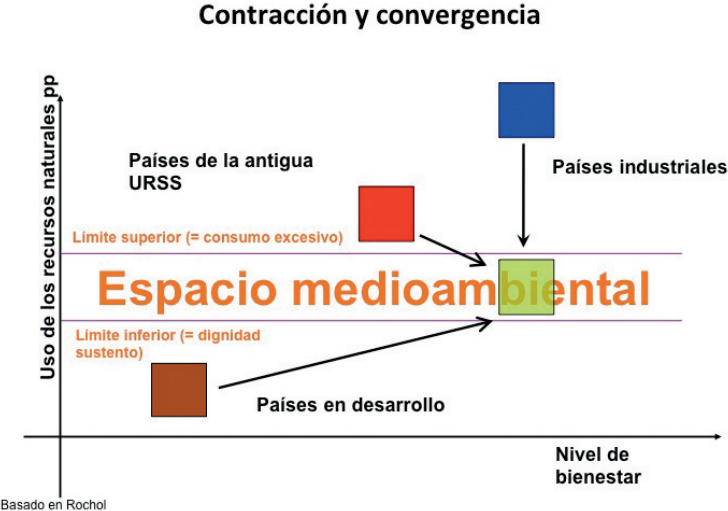 Contracción y convergencia
Uso de los recursos naturales pp
Países de la antigua
URSS
Países industriales
Límite superior (= consumo excesivo)
Espacio medioambiental
Límite inferior (= dignidad
sustento)
Países en desarrollo
Nivel de
bienestar
Basado en Rochol